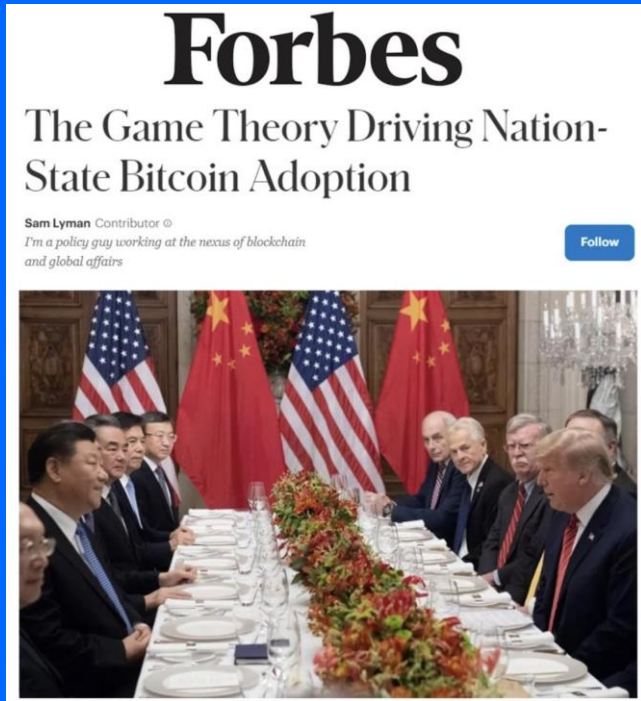 Forbes
The Game Theory Driving Nation-
State Bitcoin Adoption
Sam Lyman Contributor
I'm a policy guy working at the nexus of blockchain
and global affairs
Follow